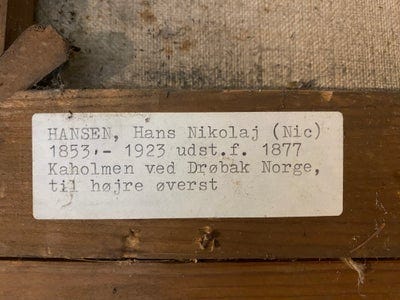 HANSEN, Hans Nikolaj (Nic)
1853,- 1923 udst.f. 1877
Kaholmen ved Drøbak Norge,
til højre øverst